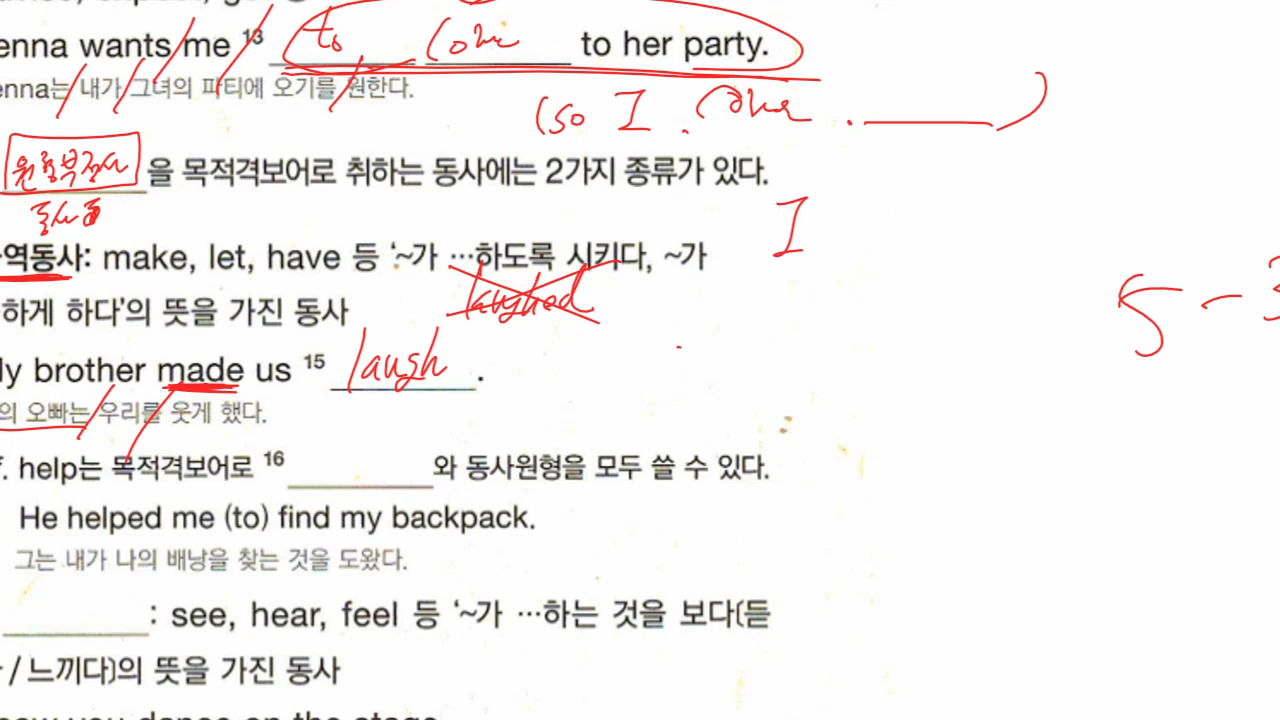 enna wants me 13 to come to her party.
enna는 내가 그녀의 파티에 오기를 원한다.
(so I come . )
원형부정사 을 목적격보어로 취하는 동사에는 2가지 종류가 있다.
I
역동사: make, let, have 등 '~가 …하도록 시키다, ~가
laughed
5 - 3
하게 하다'의 뜻을 가진 동사
ly brother made us 15 laugh .
의 오빠는 우리를 웃게 했다.
f. help는 목적격보어로 16 와 동사원형을 모두 쓸 수 있다.
He helped me (to) find my backpack.
그는 내가 나의 배낭을 찾는 것을 도왔다.
: see, hear, feel 등 '~가 …하는 것을 보다(듣
/ 느끼다)의 뜻을 가진 동사
you dance on the stage